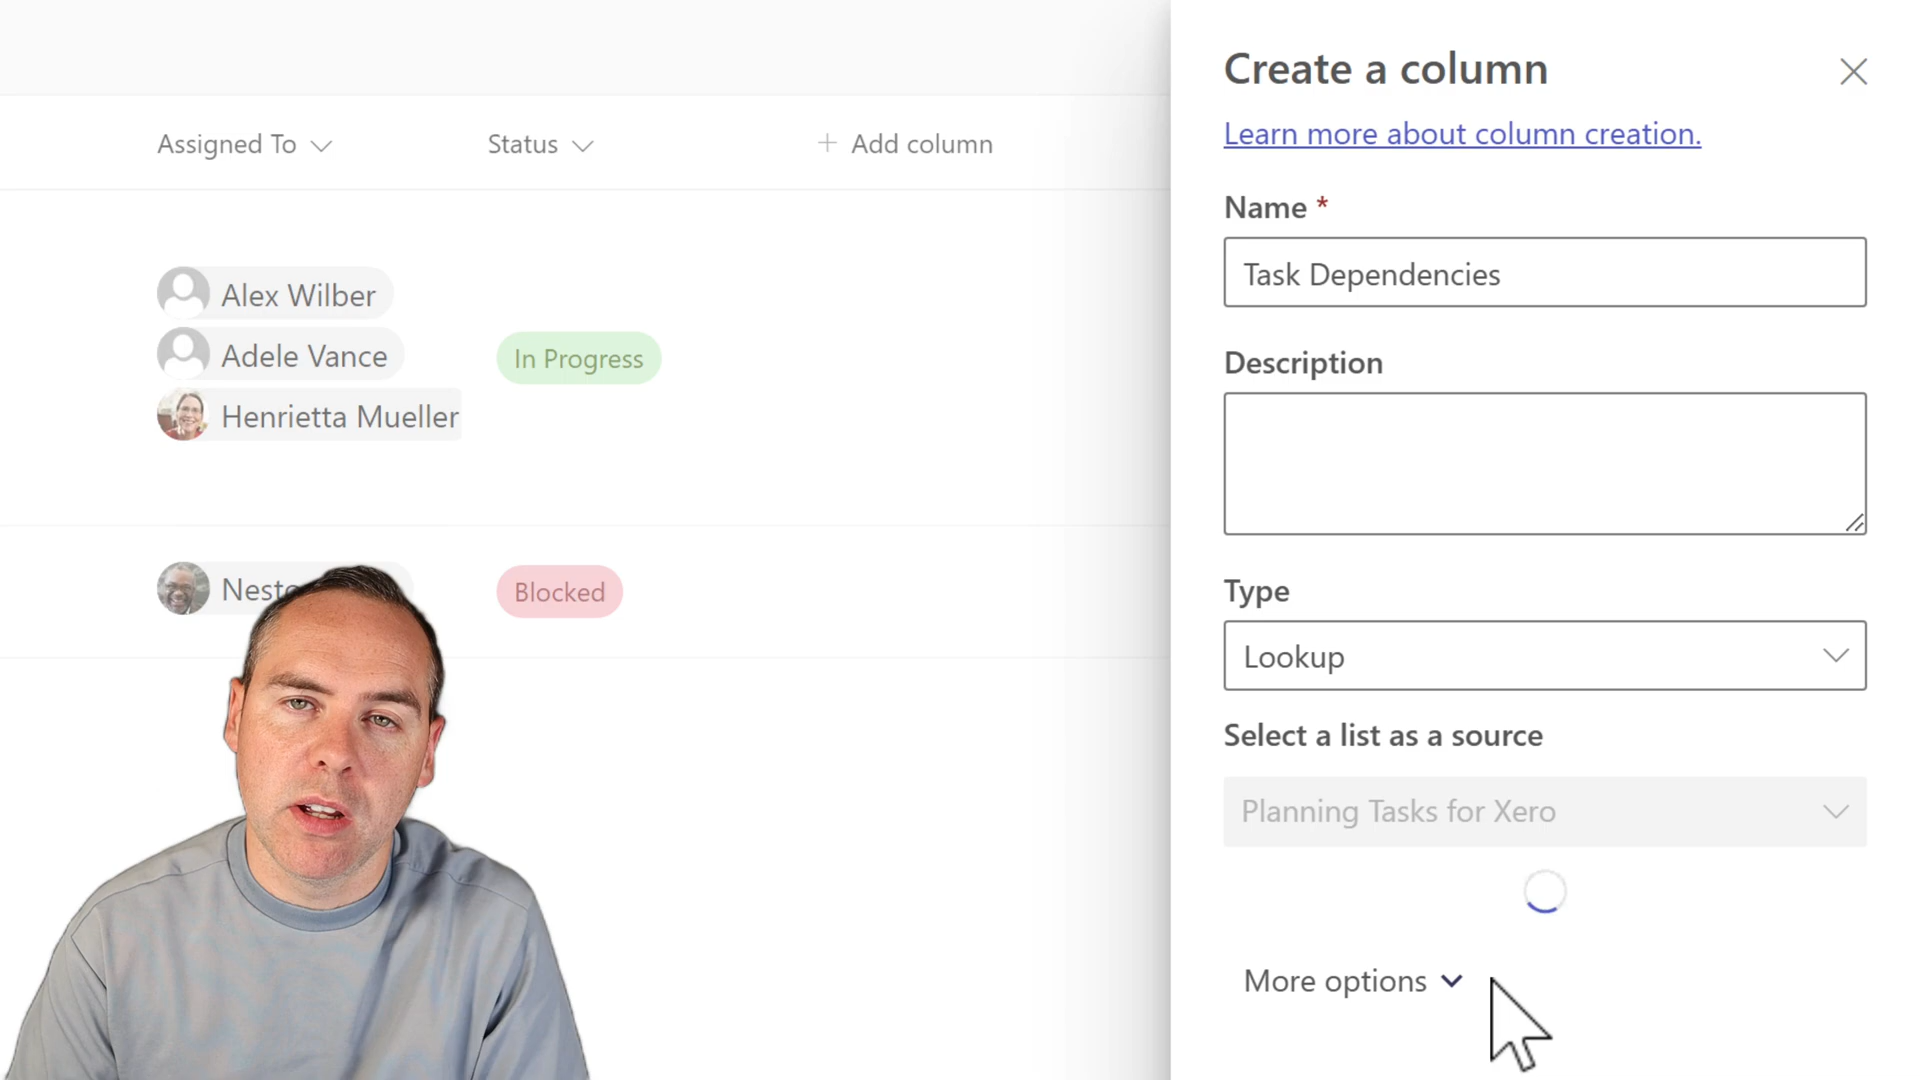 Assigned To
Status
+ Add column
Alex Wilber
Adele Vance
Henrietta Mueller
In Progress
Blocked
Create a column
Learn more about column creation.
Name *
Task Dependencies
Description
Type
Lookup
Select a list as a source
Planning Tasks for Xero
More options